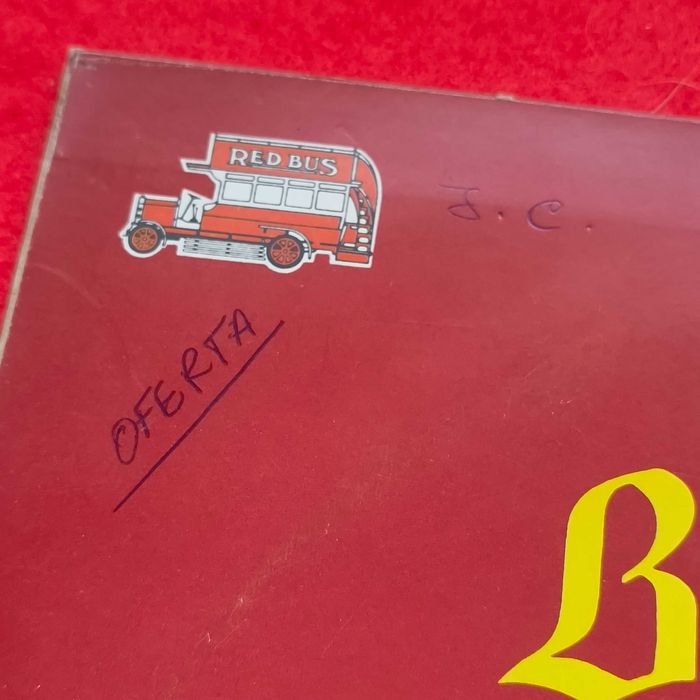 RED BUS
J. C.
OFERTA
B